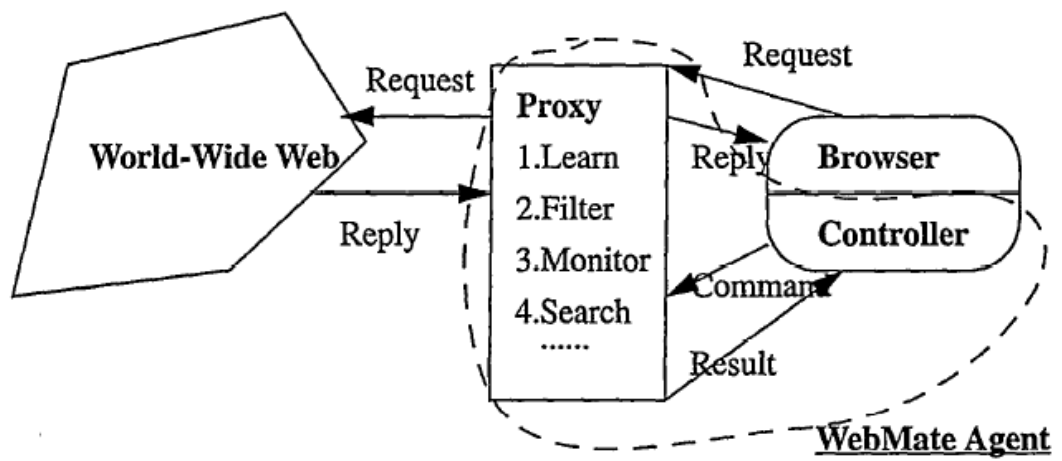 Request
Request
Proxy
World-Wide Web
1.Learn
Reply
Browser
2.Filter
Reply
Controller
3.Monitor
Command
4.Search
......
Result
WebMate Agent